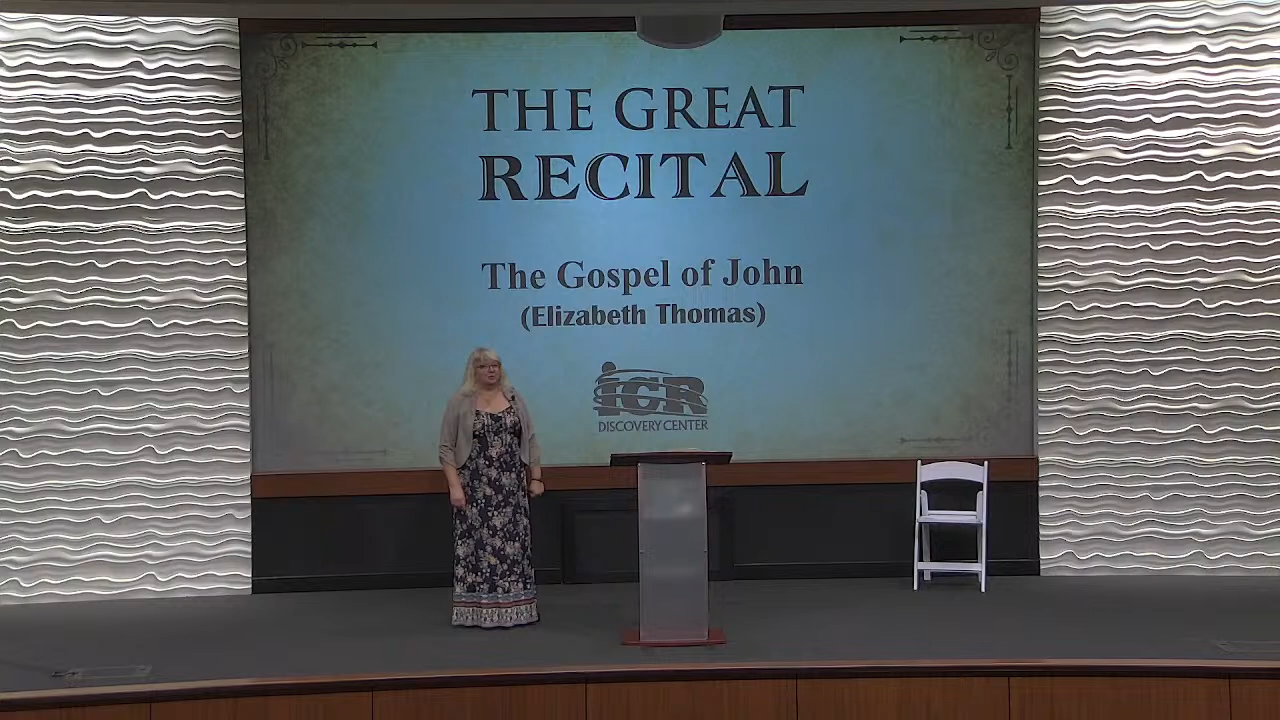 THE GREAT
RECITAL
The Gospel of John
(Elizabeth Thomas)
iCR
DISCOVERY CENTER